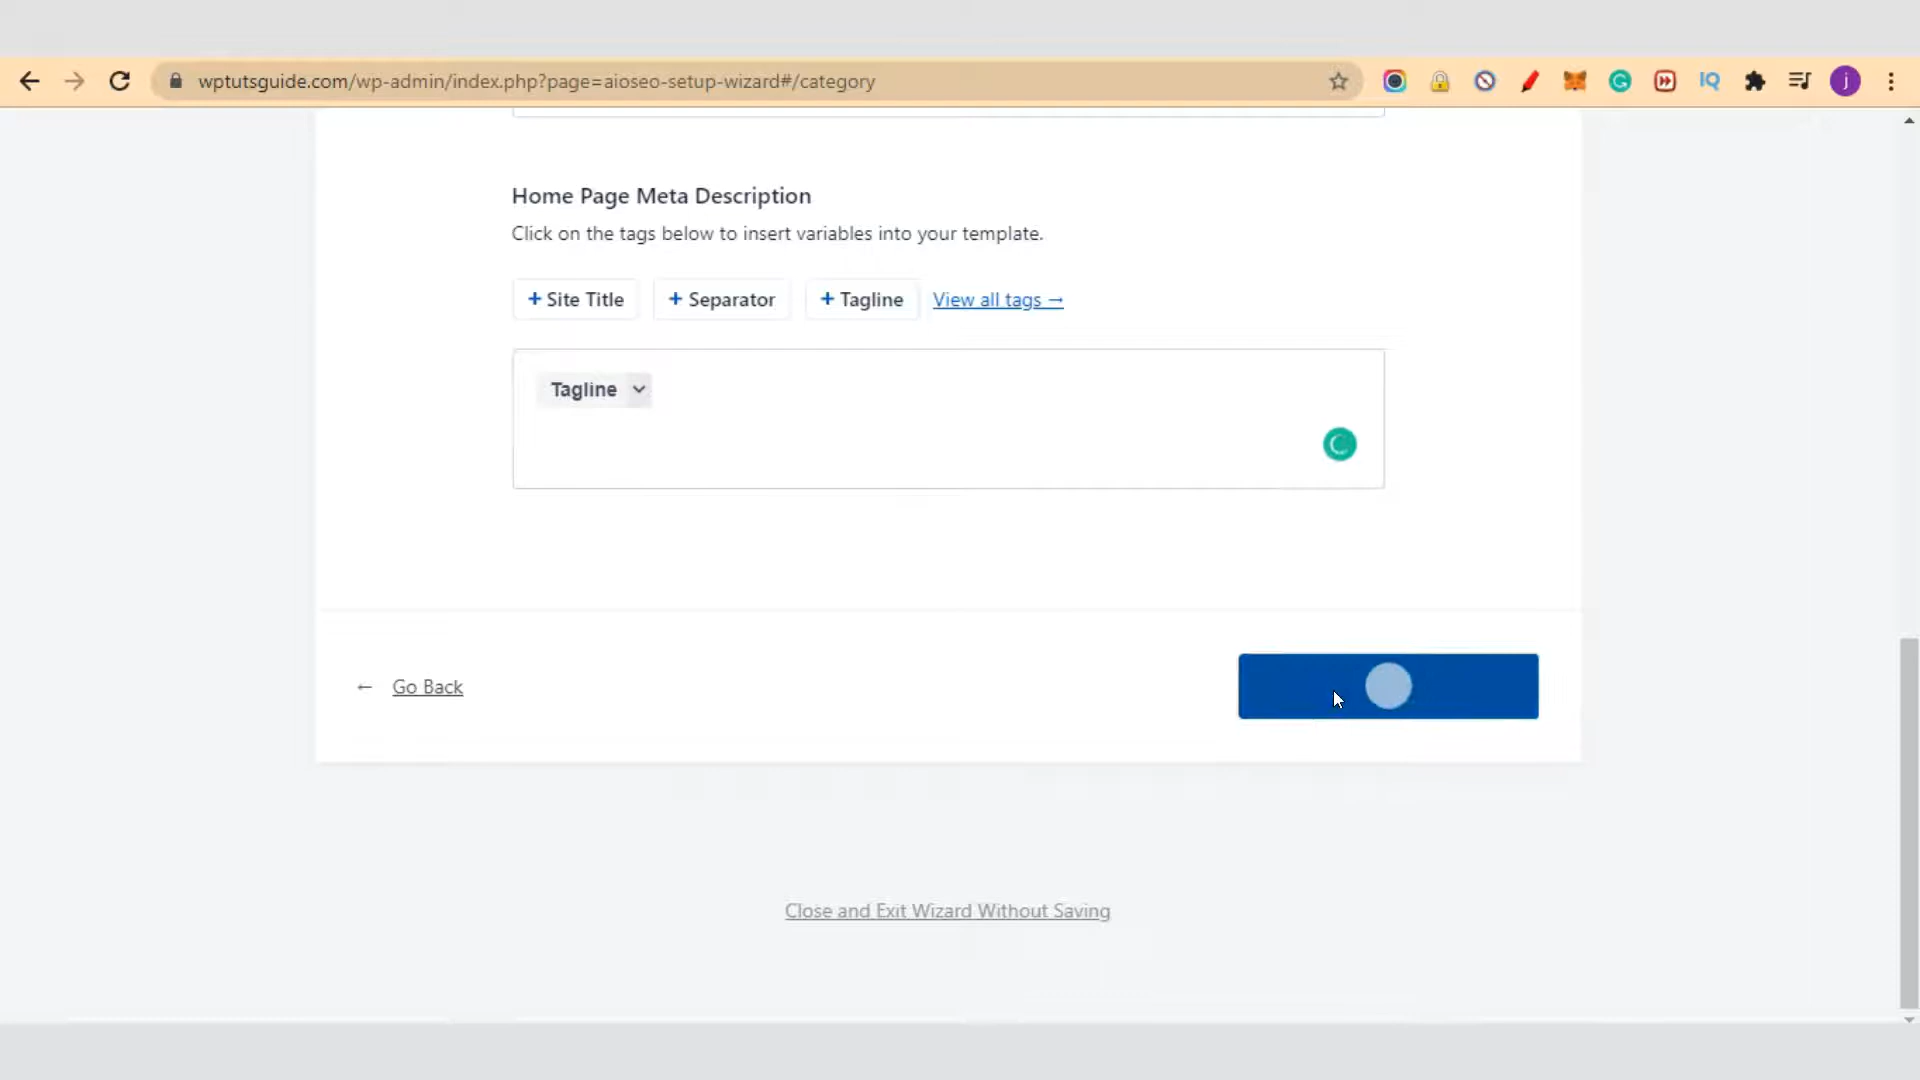 wptutsguide.com/wp-admin/index.php?page=aioseo-setup-wizard#/category
IQ
j
Home Page Meta Description
Click on the tags below to insert variables into your template.
+ Site Title + Separator + Tagline View all tags →
Tagline
← Go Back
Close and Exit Wizard Without Saving